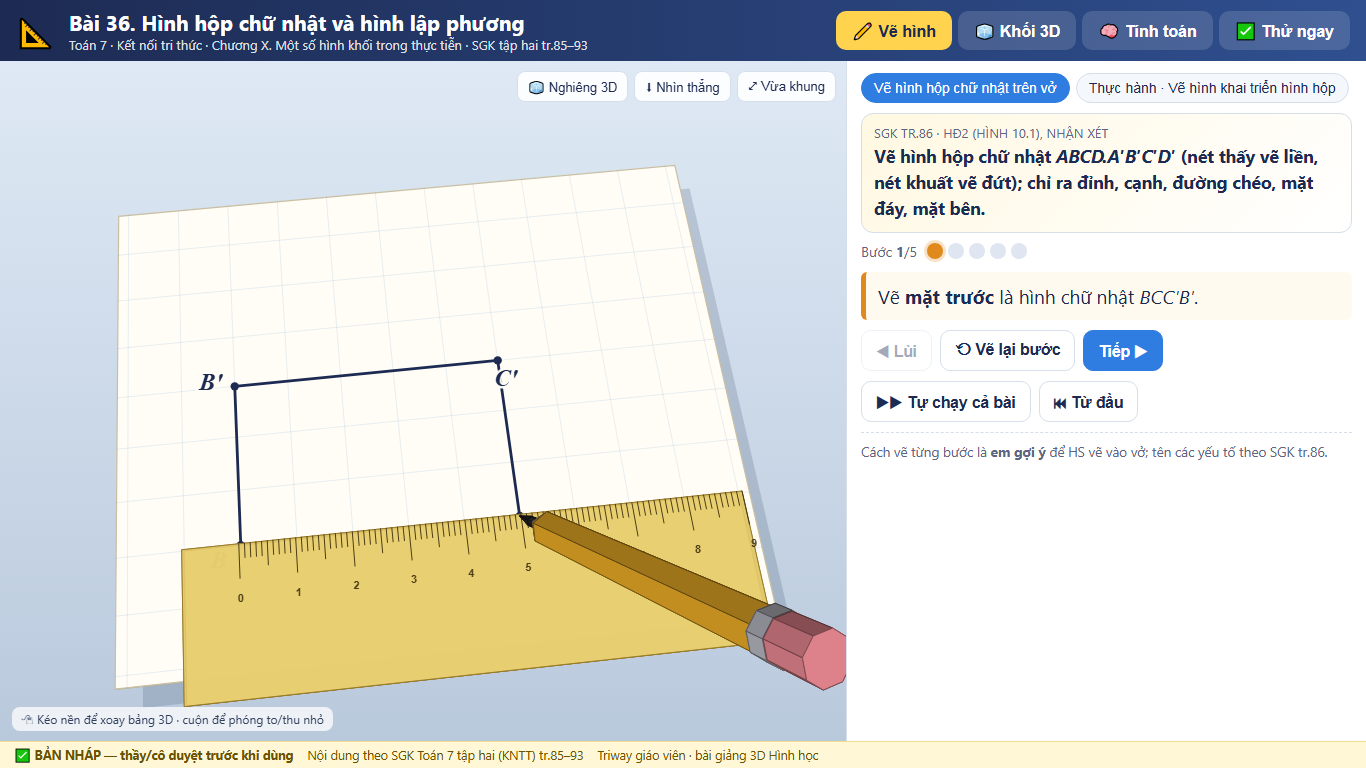 Bài 36. Hình hộp chữ nhật và hình lập phương
Toán 7 · Kết nối tri thức · Chương X. Một số hình khối trong thực tiễn · SGK tập hai tr.85–93
Vẽ hình
Khối 3D
Tính toán
Thử ngay
Nghiêng 3D
⬇ Nhìn thẳng
⤢ Vừa khung
B′
C′
0
1
2
3
4
5
8
9
Kéo nền để xoay bảng 3D · cuộn để phóng to/thu nhỏ
Vẽ hình hộp chữ nhật trên vở
Thực hành · Vẽ hình khai triển hình hộp
SGK TR.86 · HĐ2 (HÌNH 10.1), NHẬN XÉT
Vẽ hình hộp chữ nhật ABCD.A′B′C′D′ (nét thấy vẽ liền,
nét khuất vẽ đứt); chỉ ra đỉnh, cạnh, đường chéo, mặt
đáy, mặt bên.
Bước 1/5
Vẽ mặt trước là hình chữ nhật BCC′B′.
◀ Lùi
⟲ Vẽ lại bước
Tiếp ▶
▶▶ Tự chạy cả bài
⏮ Từ đầu
Cách vẽ từng bước là em gợi ý để HS vẽ vào vở; tên các yếu tố theo SGK tr.86.
✅ BẢN NHÁP — thầy/cô duyệt trước khi dùng
Nội dung theo SGK Toán 7 tập hai (KNTT) tr.85–93
Triway giáo viên · bài giảng 3D Hình học